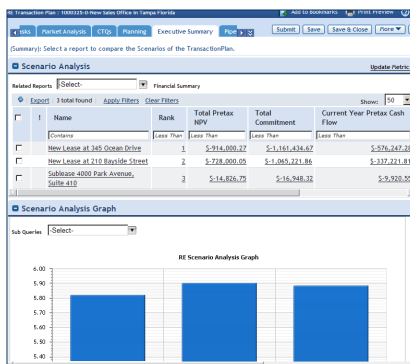 RE Transaction Plan : 1000325-0-New Sales Office in Tampa Florida Add to Bookmarks Print Preview
Risks Market Analysis CTQs Planning Executive Summary Pipe Submit Save Save & Close More
(Summary): Select a report to compare the Scenarios of the TransactionPlan.
Scenario Analysis Update Metric
Related Reports -Select- Financial Summary
Export 3 total found Apply Filters Clear Filters Show: 50
! Name Rank Total Pretax NPV Total Commitment Current Year Pretax Cash Flow
Contains Less Than Less Than Less Than Less Than
New Lease at 345 Ocean Drive 1 $-914,000.27 $-1,161,434.67 $-576,247.28
New Lease at 210 Bayside Street 2 $-728,000.05 $-1,065,221.86 $-337,221.81
Sublease 4000 Park Avenue, Suite 410 3 $-14,826.75 $-16,948.32 $-9,920.55
Scenario Analysis Graph
Sub Queries -Select-
RE Scenario Analysis Graph
6.00
5.90
5.80
5.70
5.60
5.50
5.40